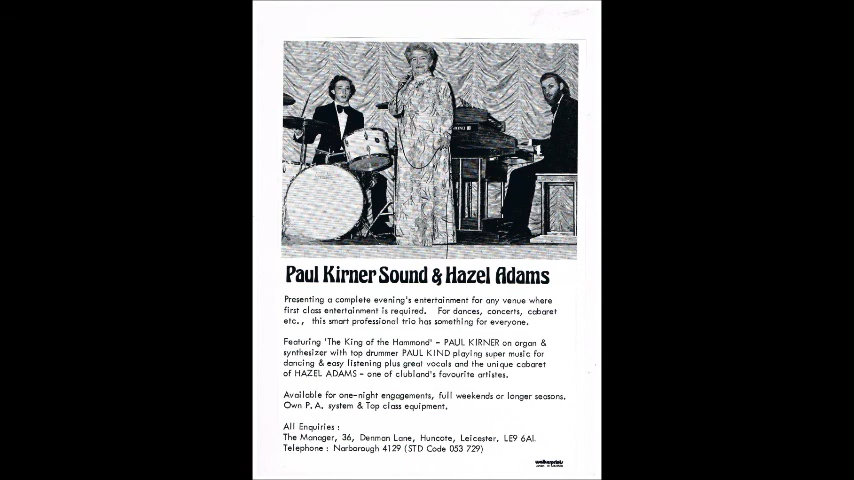 Paul Kirner Sound & Hazel Adams
Presenting a complete evening's entertainment for any venue where
first class entertainment is required. For dances, concerts, cabaret
etc., this smart professional trio has something for everyone.
Featuring 'The King of the Hammond' - PAUL KIRNER on organ &
synthesizer with top drummer PAUL KIND playing super music for
dancing & easy listening plus great vocals and the unique cabaret
of HAZEL ADAMS - one of clubland's favourite artistes.
Available for one-night engagements, full weekends or longer seasons.
Own P.A. system & Top class equipment.
All Enquiries :
The Manager, 36, Denman Lane, Huncote, Leicester. LE9 6AL
Telephone : Narborough 4129 (STD Code 053 729)
walkerprints